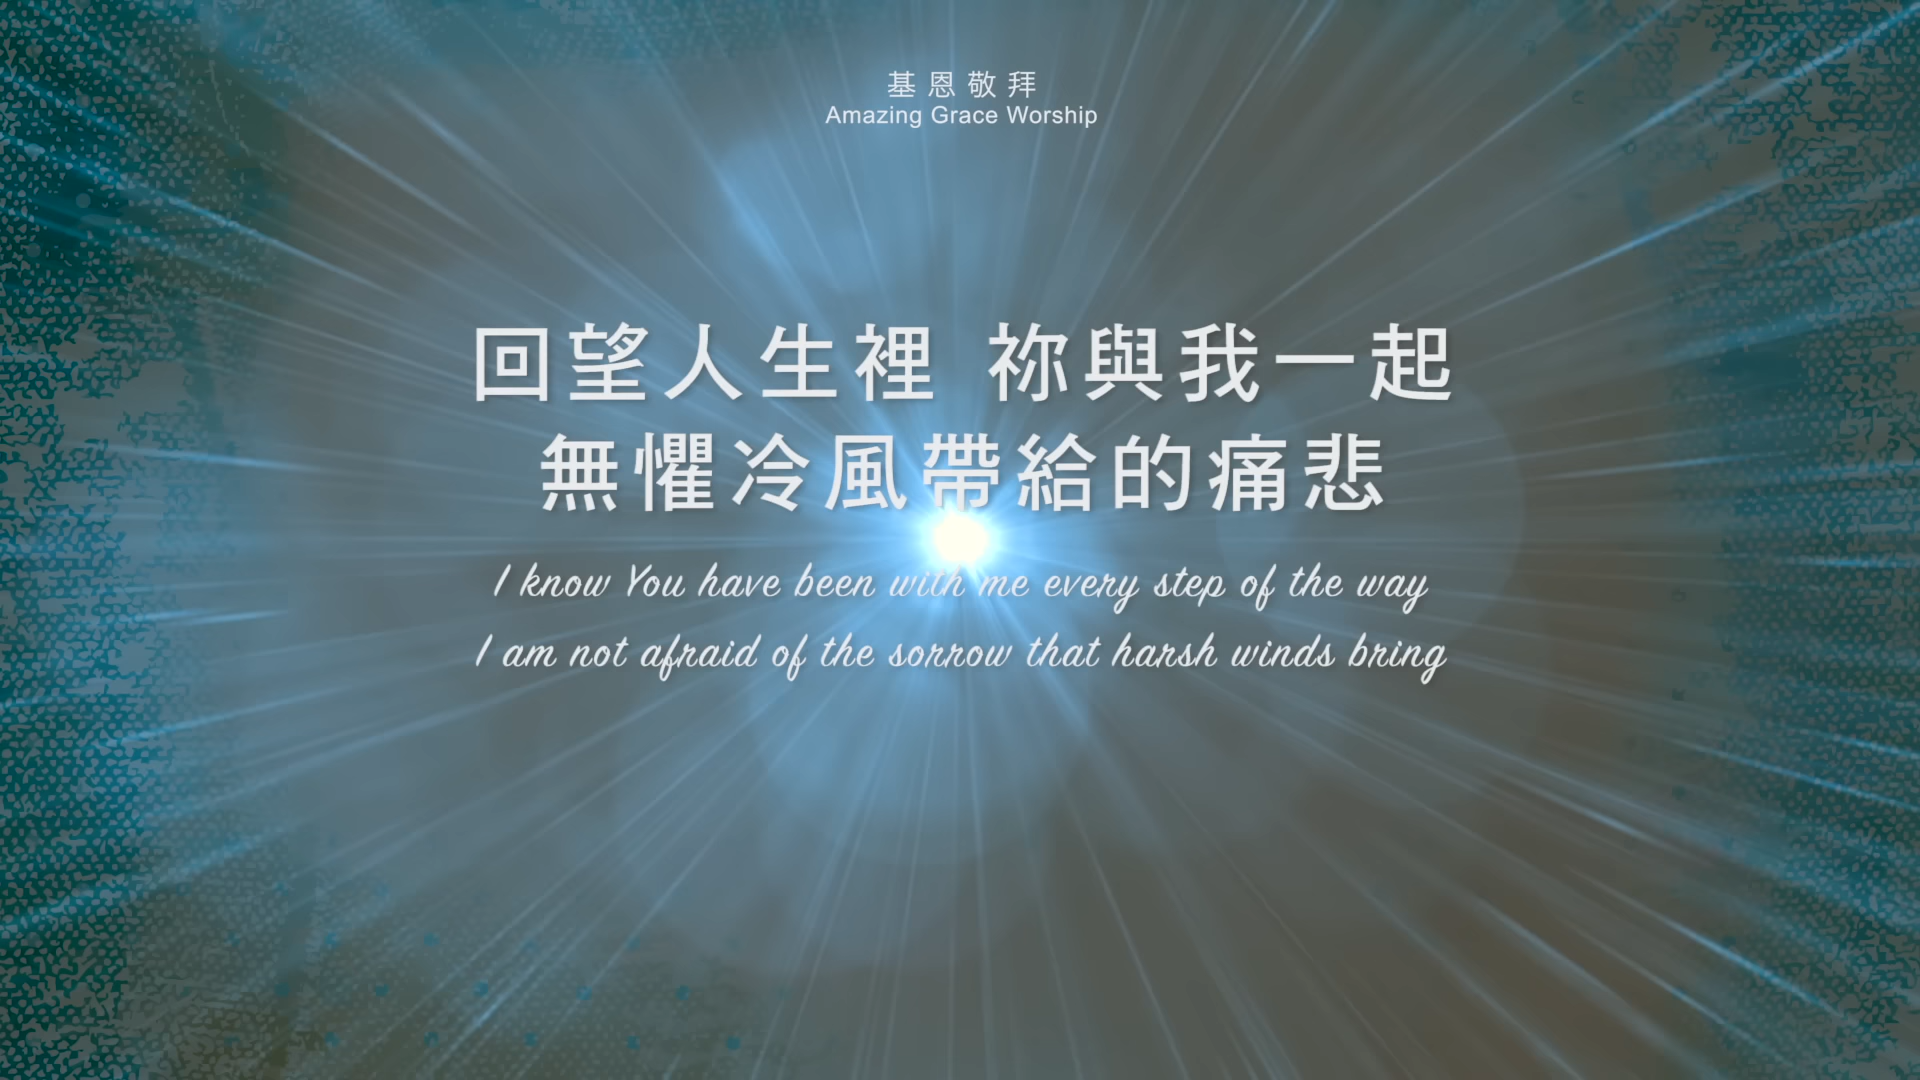 基恩敬拜
Amazing Grace Worship
回望人生裡 祢與我一起
無懼冷風帶給的痛悲
I know You have been with me every step of the way
I am not afraid of the sorrow that harsh winds bring